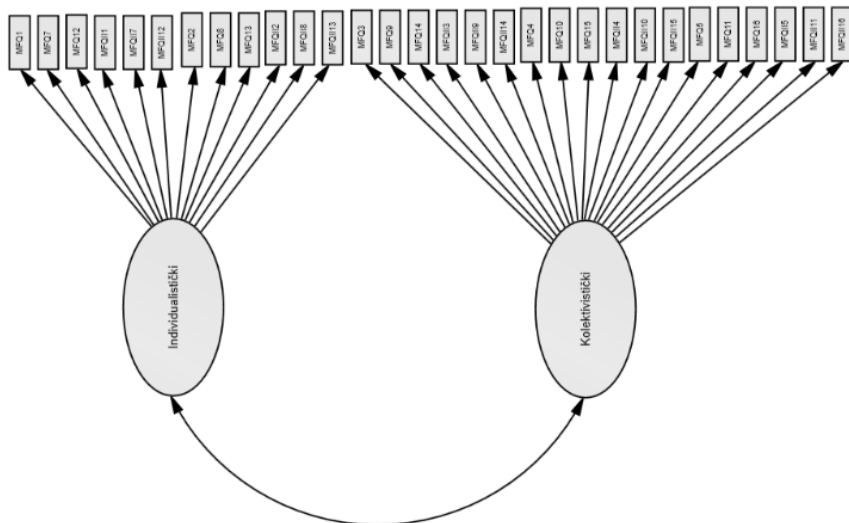 MFQ1
MFQ7
MFQ12
MFQII1
MFQII7
MFQII12
MFQ2
MFQ8
MFQ13
MFQII2
MFQII8
MFQII13
MFQ3
MFQ9
MFQ14
MFQII3
MFQII9
MFQII14
MFQ4
MFQ10
MFQ15
MFQII4
MFQII10
MFQII15
MFQ5
MFQ11
MFQ16
MFQII5
MFQII11
MFQII16
Individualistički
Kolektivistički